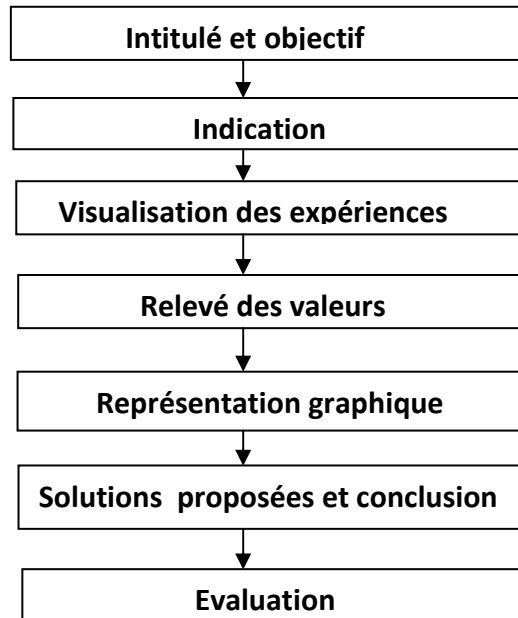 Intitulé et objectif
Indication
Visualisation des expériences
Relevé des valeurs
Représentation graphique
Solutions proposées et conclusion
Evaluation